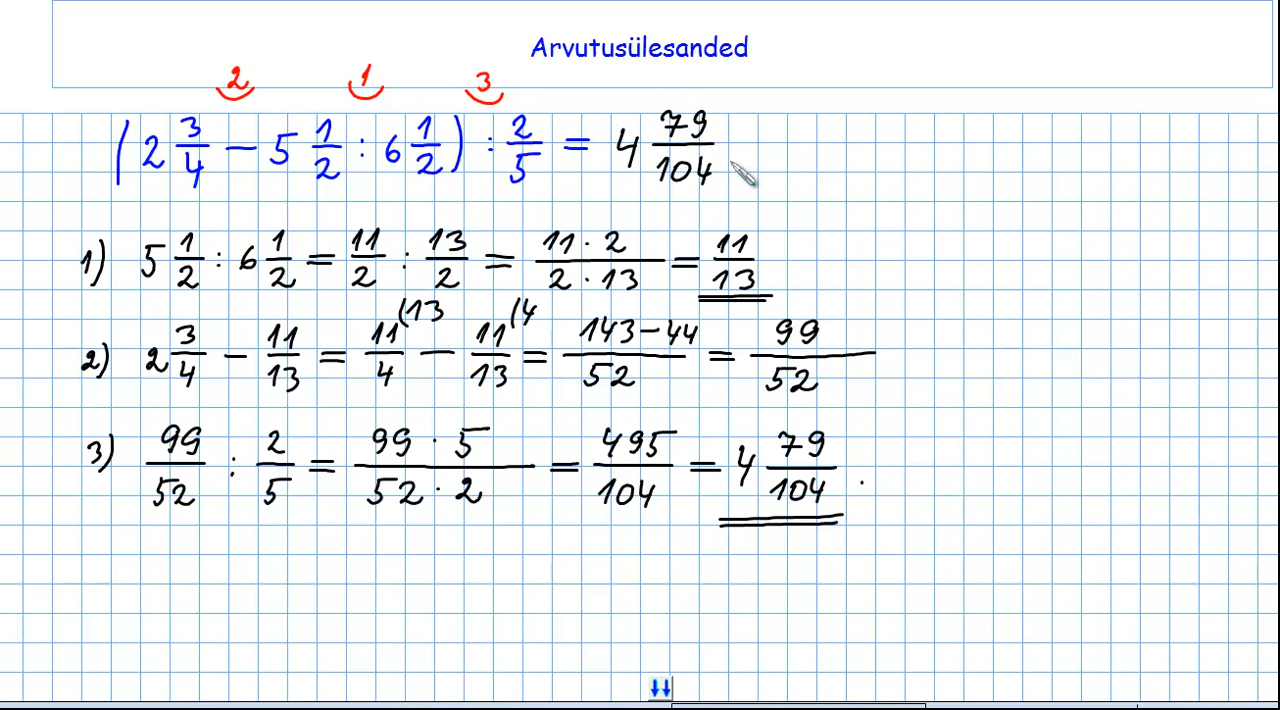 Arvutusülesanded
2 1 3
(2 3/4 − 5 1/2 : 6 1/2) : 2/5 = 4 79/104
1) 5 1/2 : 6 1/2 = 11/2 : 13/2 = 11 · 2 / 2 · 13 = 11/13
2) 2 3/4 − 11/13 = 11/4 (13 − 11/13 (4 = 143 − 44 / 52 = 99/52
3) 99/52 : 2/5 = 99 · 5 / 52 · 2 = 495/104 = 4 79/104 .